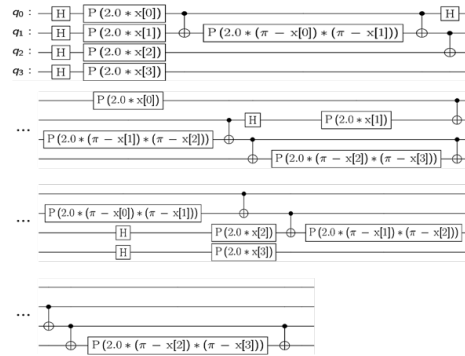 q₀ : H P(2.0 * x[0]) H
q₁ : H P(2.0 * x[1]) P(2.0 * (π − x[0]) * (π − x[1]))
q₂ : H P(2.0 * x[2])
q₃ : H P(2.0 * x[3])
P(2.0 * x[0])
... H P(2.0 * x[1])
P(2.0 * (π − x[1]) * (π − x[2]))
P(2.0 * (π − x[2]) * (π − x[3]))
... P(2.0 * (π − x[0]) * (π − x[1]))
H P(2.0 * x[2]) P(2.0 * (π − x[1]) * (π − x[2]))
H P(2.0 * x[3])
...
P(2.0 * (π − x[2]) * (π − x[3]))